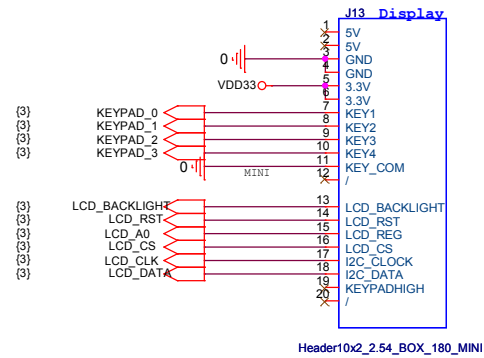 J13 Display
1 5V
2 5V
0 3 GND
4 GND
VDD33 5 3.3V
6 3.3V
{3} KEYPAD_0 7 KEY1
{3} KEYPAD_1 8 KEY2
{3} KEYPAD_2 9 KEY3
{3} KEYPAD_3 10 KEY4
0 11 KEY_COM
MINI 12 /
{3} LCD_BACKLIGHT 13 LCD_BACKLIGHT
{3} LCD_RST 14 LCD_RST
{3} LCD_A0 15 LCD_REG
{3} LCD_CS 16 LCD_CS
{3} LCD_CLK 17 I2C_CLOCK
{3} LCD_DATA 18 I2C_DATA
19 KEYPADHIGH
20 /
Header10x2_2.54_BOX_180_MINI